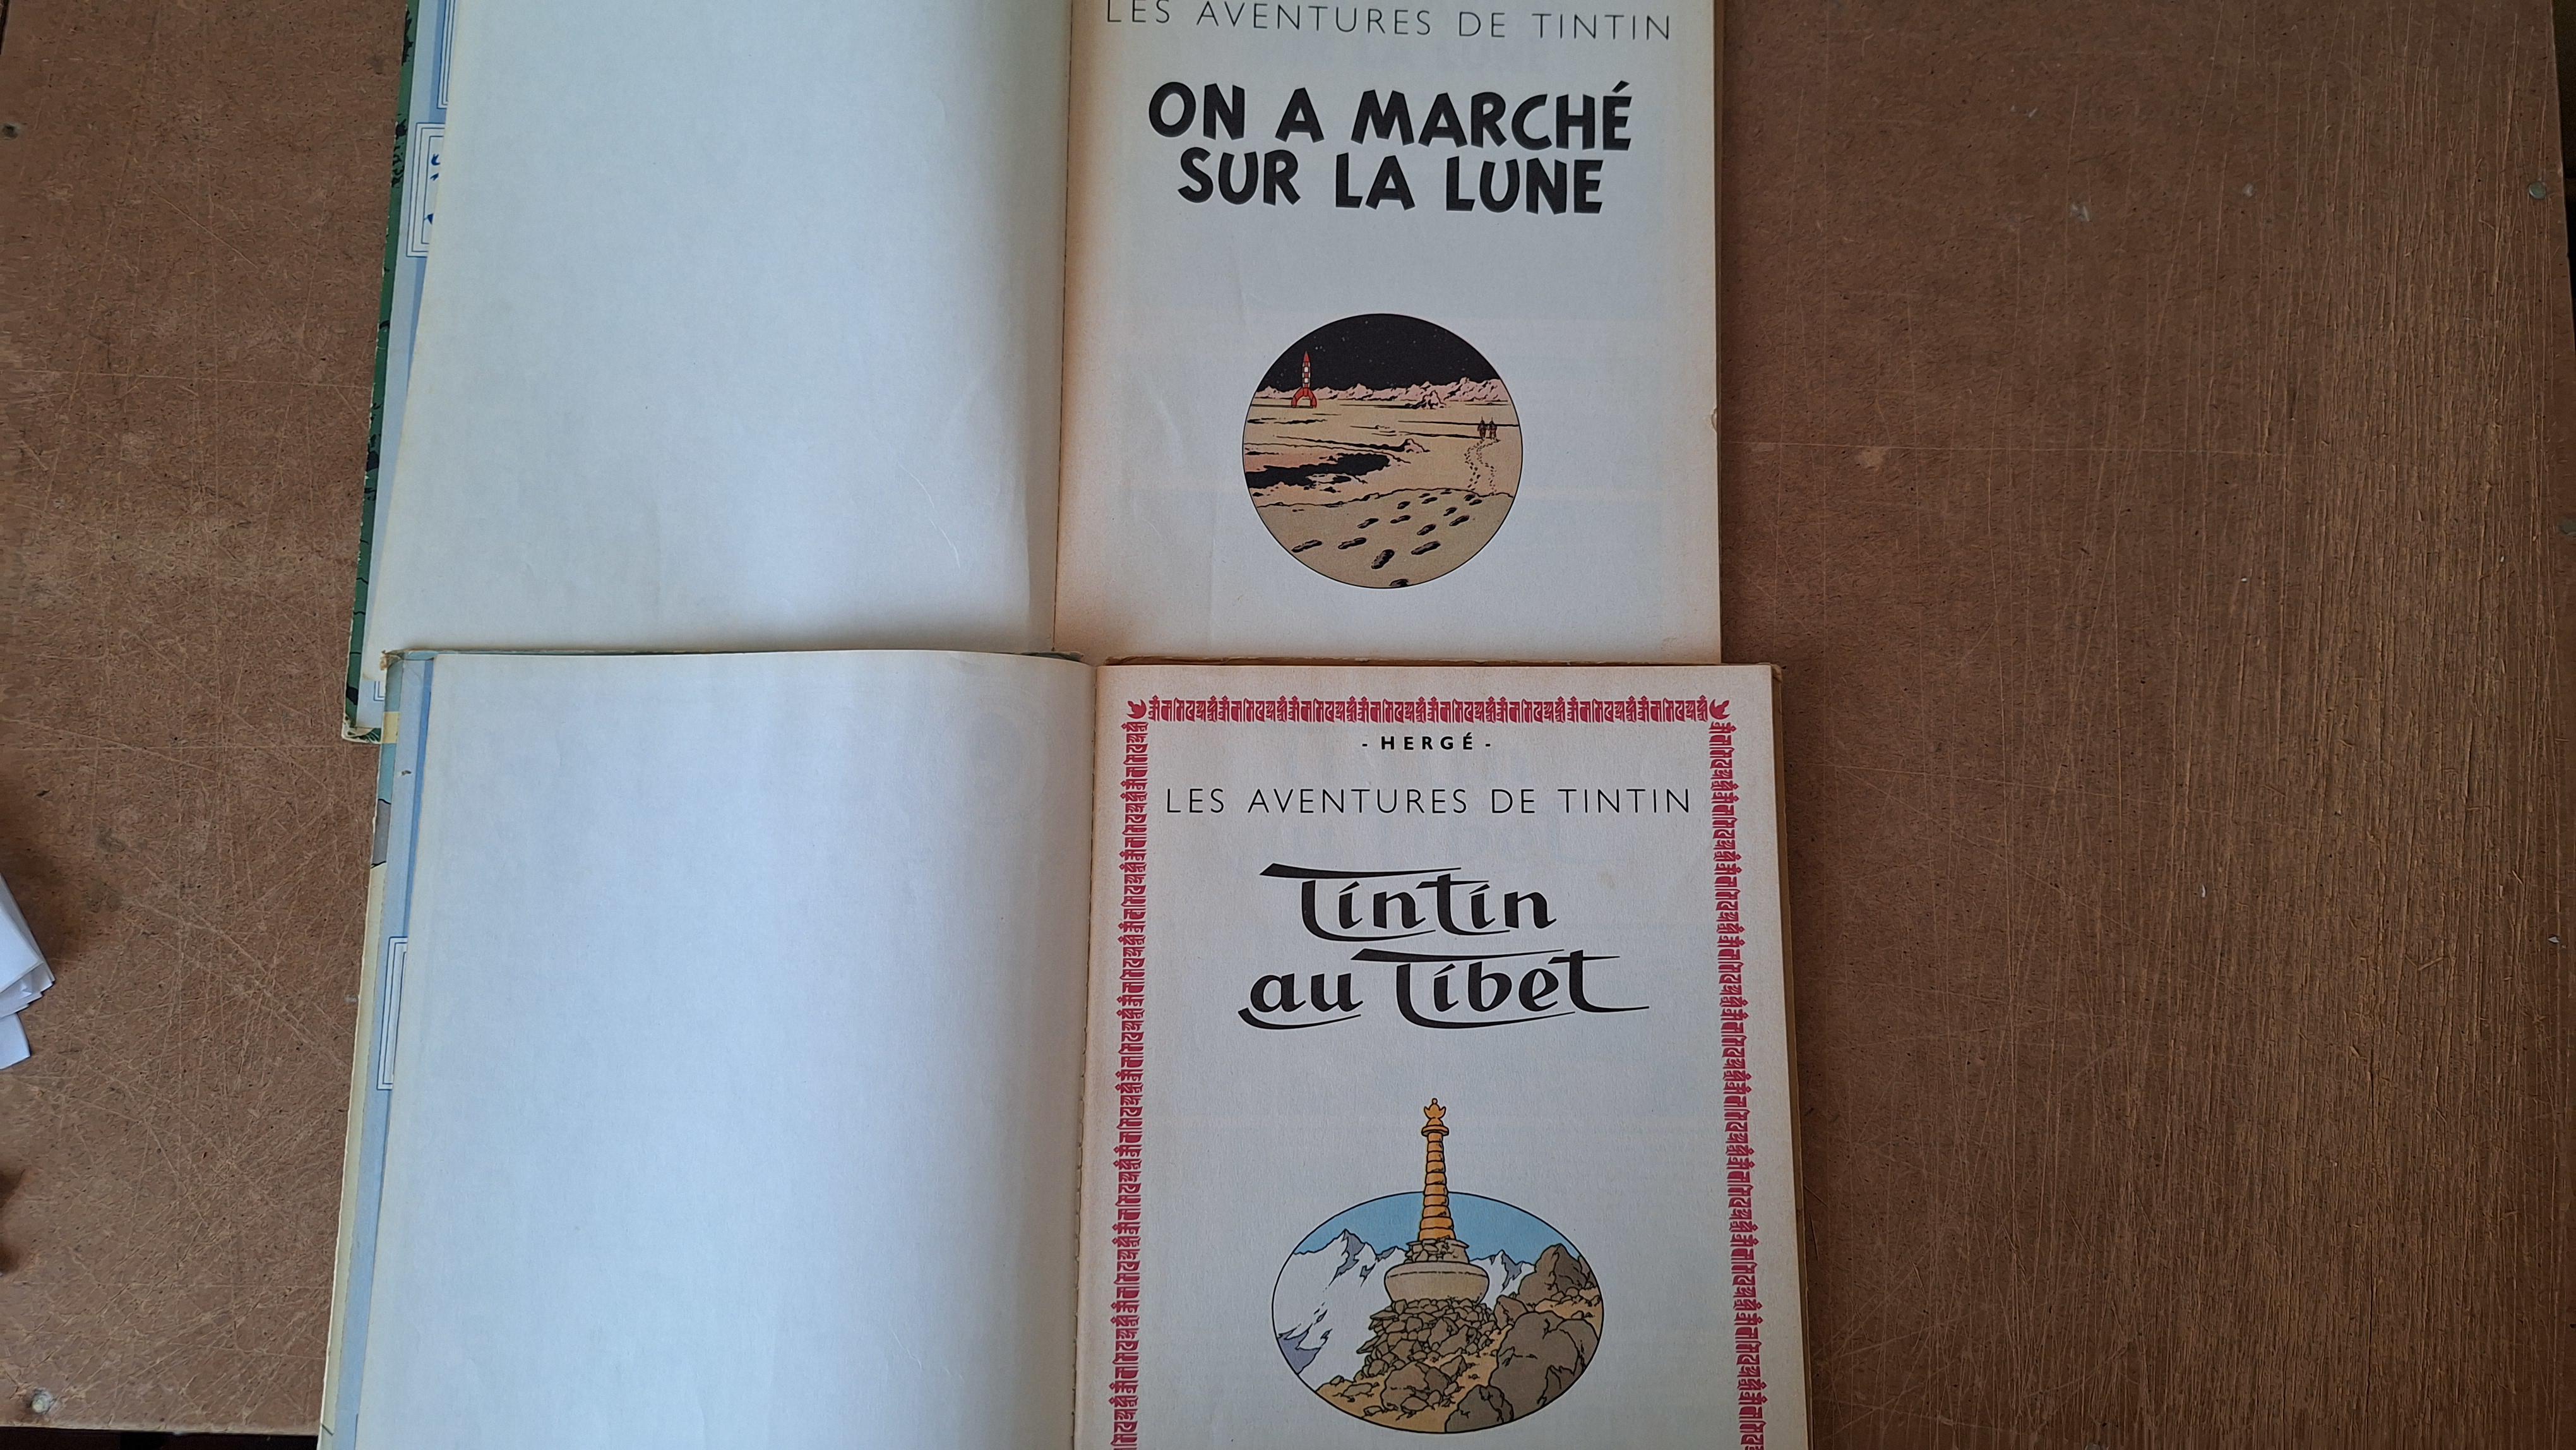 LES AVENTURES DE TINTIN
ON A MARCHÉ
SUR LA LUNE
- HERGÉ -
LES AVENTURES DE TINTIN
Tintin
au Tibet